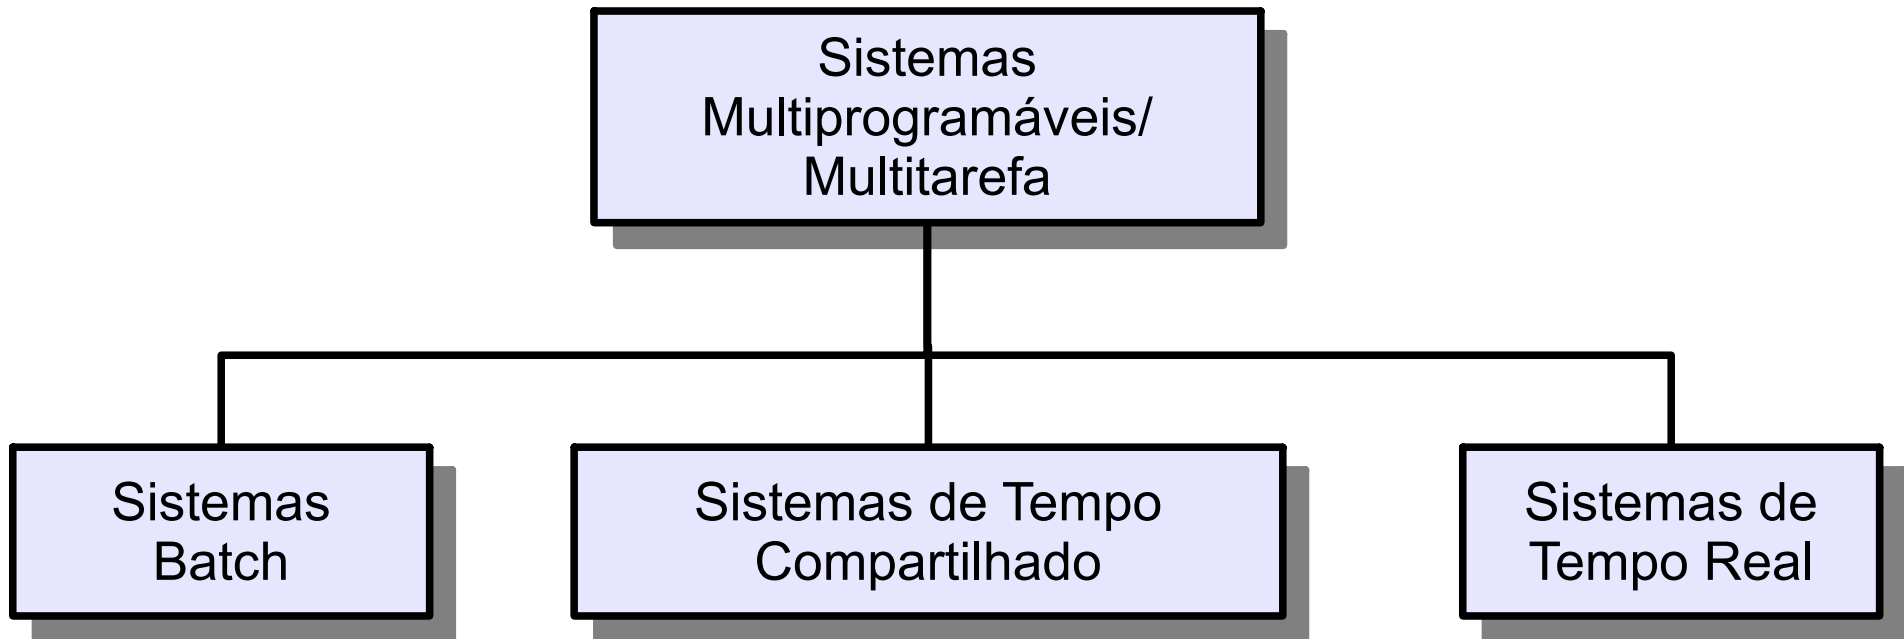 Sistemas
Multiprogramáveis/
Multitarefa
Sistemas
Batch
Sistemas de Tempo
Compartilhado
Sistemas de
Tempo Real